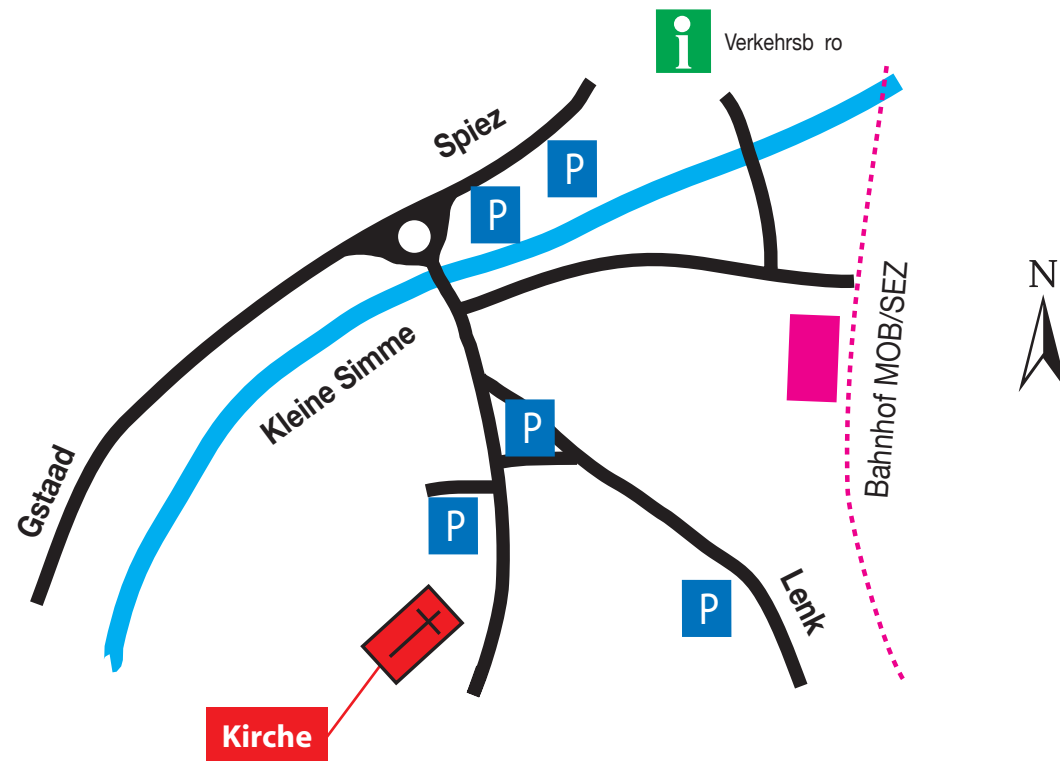 i
Verkehrsb ro
Spiez
P
P
N
Bahnhof MOB/SEZ
Kleine Simme
P
Gstaad
P
Lenk
P
Kirche